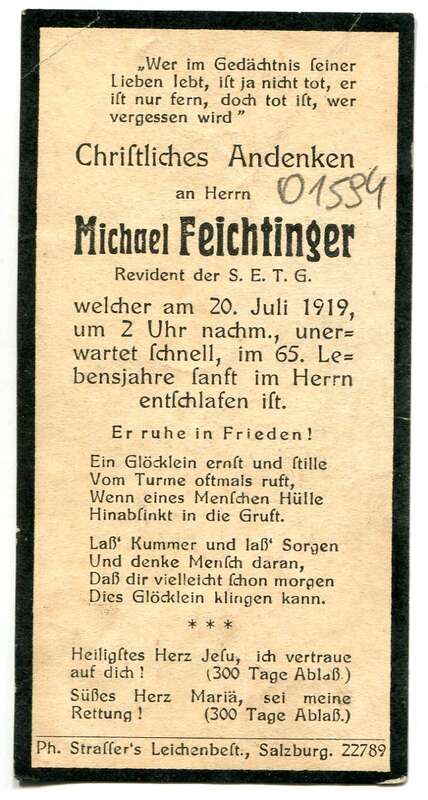 „Wer im Gedächtnis ſeiner
Lieben lebt, iſt ja nicht tot, er
iſt nur fern, doch tot iſt, wer
vergessen wird"
Chriſtliches Andenken
an Herrn
01594
Michael Feichtinger
Revident der S. E. T. G.
welcher am 20. Juli 1919,
um 2 Uhr nachm., uner=
wartet ſchnell, im 65. Le=
bensjahre ſanft im Herrn
entſchlafen iſt.
Er ruhe in Frieden!
Ein Glöcklein ernſt und ſtille
Vom Turme oftmals ruft,
Wenn eines Menſchen Hülle
Hinabſinkt in die Gruft.
Laß' Kummer und laß' Sorgen
Und denke Menſch daran,
Daß dir vielleicht ſchon morgen
Dies Glöcklein klingen kann.
* * *
Heiligſtes Herz Jeſu, ich vertraue
auf dich! (300 Tage Ablaß.)
Süßes Herz Mariä, sei meine
Rettung! (300 Tage Ablaß.)
Ph. Straſſer's Leichenbeſt., Salzburg. 22789